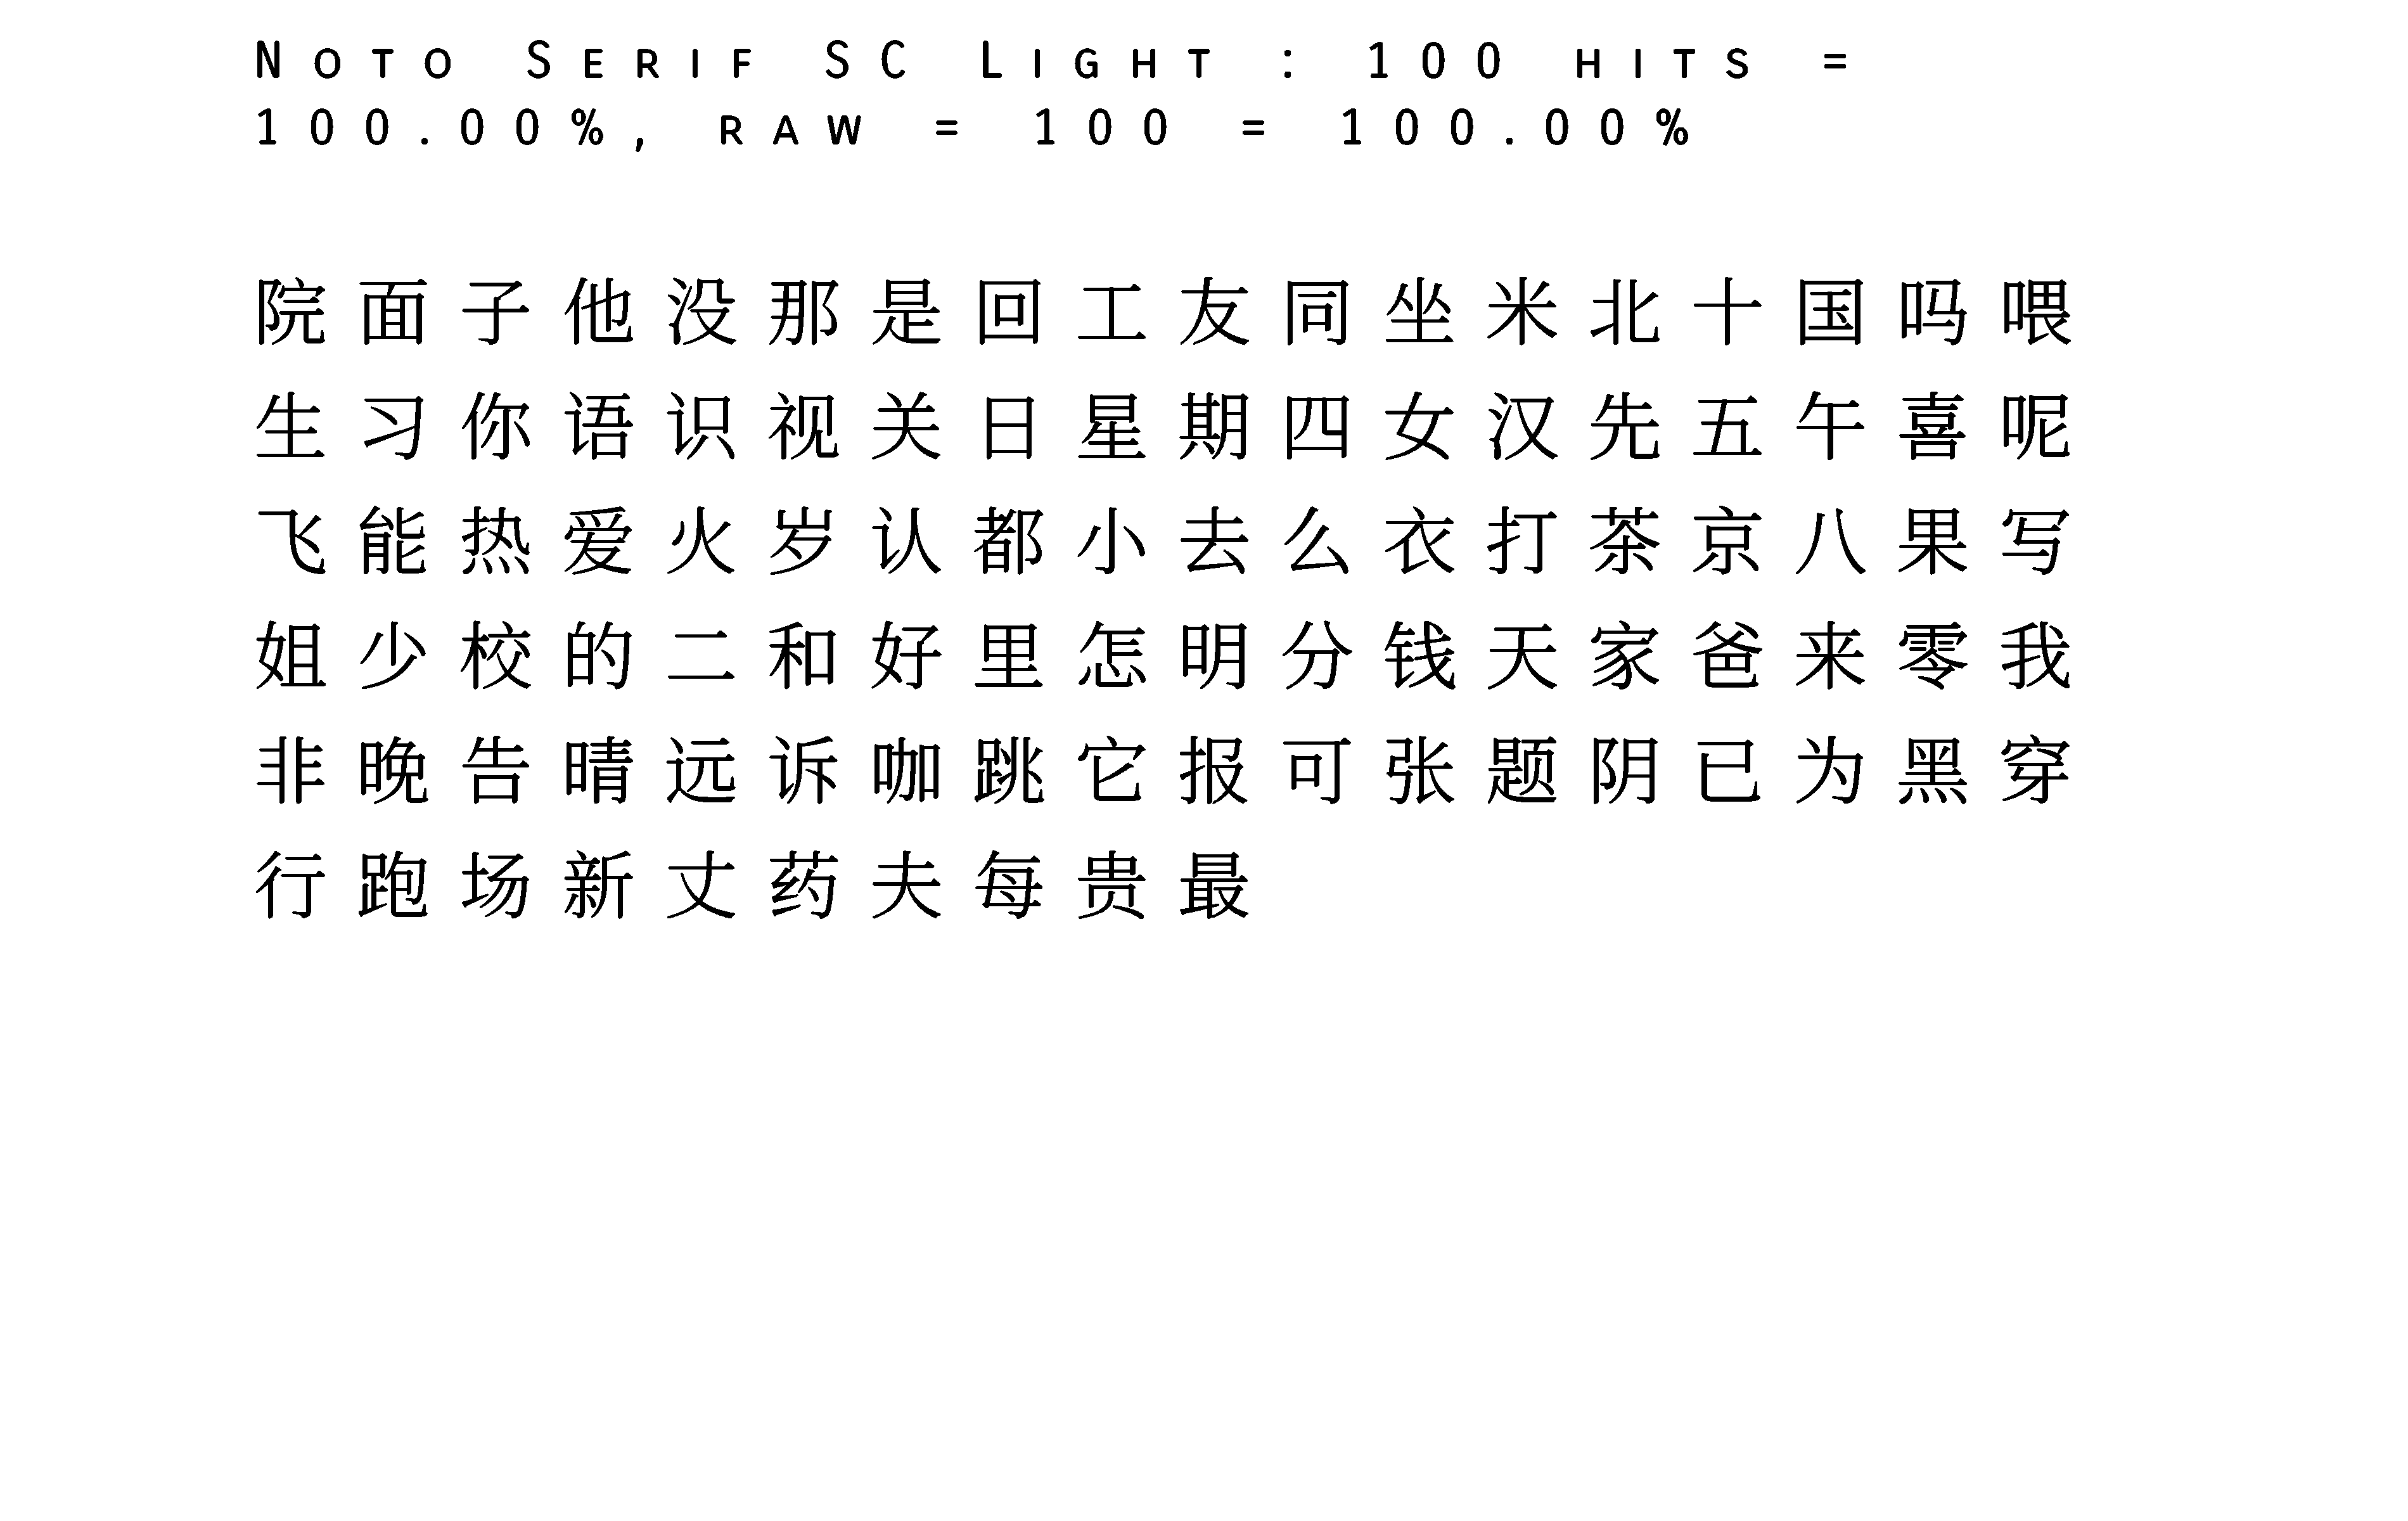 Noto Serif SC Light : 100 hits =
100.00%, raw = 100 = 100.00%
院面子他没那是回工友同坐米北十国吗喂
生习你语识视关日星期四女汉先五午喜呢
飞能热爱火岁认都小去么衣打茶京八果写
姐少校的二和好里怎明分钱天家爸来零我
非晚告晴远诉咖跳它报可张题阴已为黑穿
行跑场新丈药夫每贵最